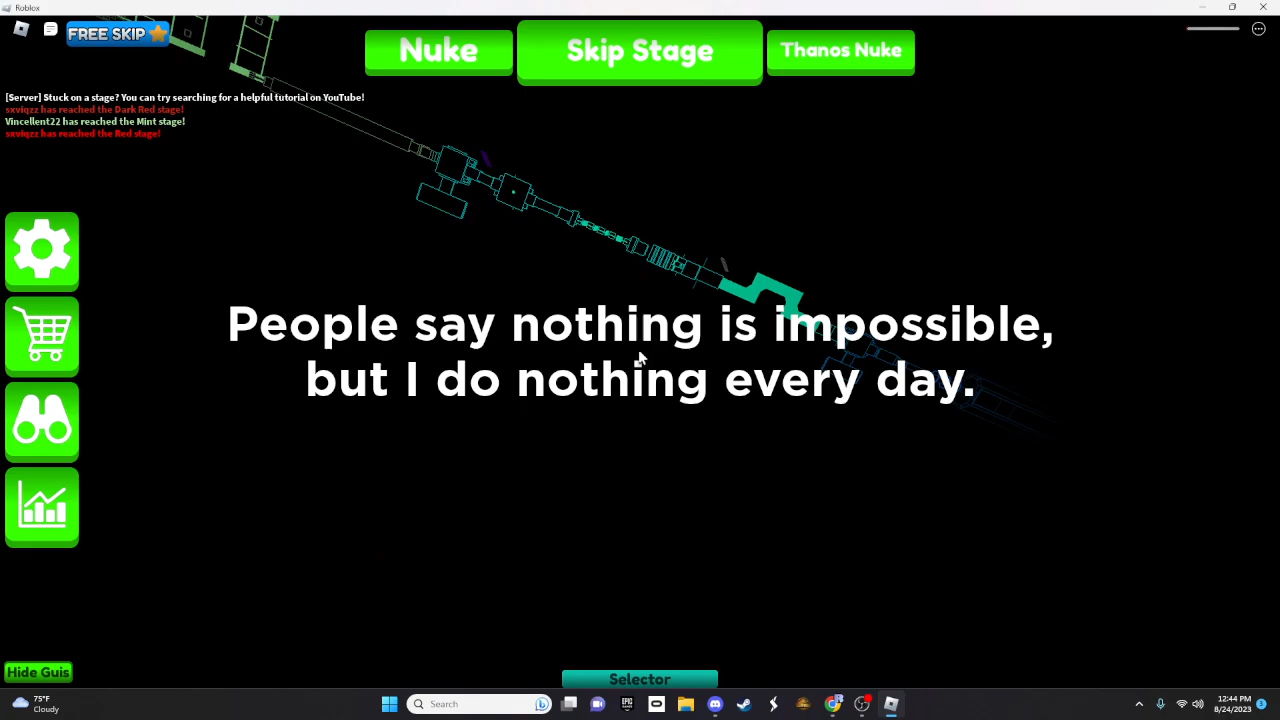 Roblox
FREE SKIP
Nuke
Skip Stage
Thanos Nuke
[Server] Stuck on a stage? You can try searching for a helpful tutorial on YouTube!
sxviqzz has reached the Dark Red stage!
Vincellent22 has reached the Mint stage!
sxviqzz has reached the Red stage!
People say nothing is impossible,
but I do nothing every day.
Hide Guis
Selector
75°F
Cloudy
Search
EPIC
GAMES
12:44 PM
8/24/2023
3